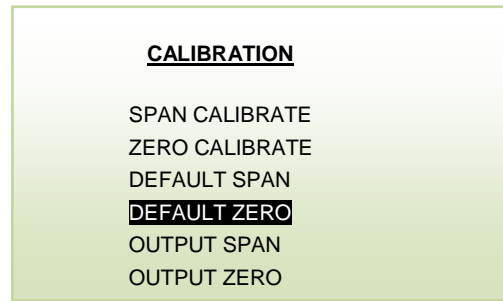 CALIBRATION
SPAN CALIBRATE
ZERO CALIBRATE
DEFAULT SPAN
DEFAULT ZERO
OUTPUT SPAN
OUTPUT ZERO